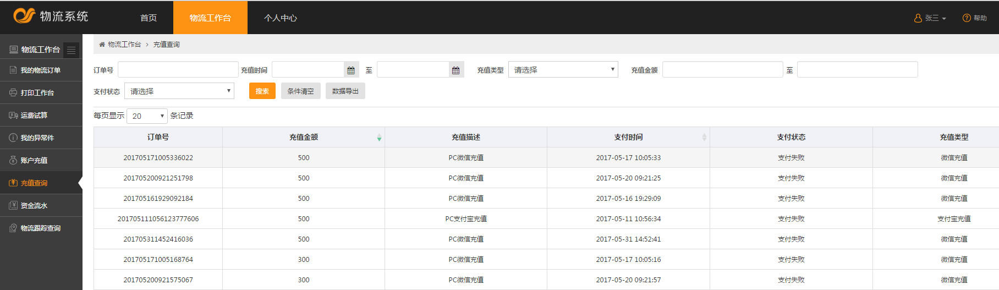 物流系统 首页 物流工作台 个人中心 张三 帮助
物流工作台
我的物流订单
打印工作台
运费试算
我的异常件
账户充值
充值查询
资金流水
物流跟踪查询
物流工作台 > 充值查询
订单号 充值时间 至 充值类型 请选择 充值金额 至
支付状态 请选择 搜索 条件清空 数据导出
每页显示 20 条记录
订单号 充值金额 充值描述 支付时间 支付状态 充值类型
201705171005336022 500 PC微信充值 2017-05-17 10:05:33 支付失败 微信充值
201705200921251798 500 PC微信充值 2017-05-20 09:21:25 支付失败 微信充值
201705161929092184 500 PC微信充值 2017-05-16 19:29:09 支付失败 微信充值
201705111056123777606 500 PC支付宝充值 2017-05-11 10:56:34 支付失败 支付宝充值
201705311452416036 500 PC微信充值 2017-05-31 14:52:41 支付失败 微信充值
201705171005168764 300 PC微信充值 2017-05-17 10:05:16 支付失败 微信充值
201705200921575067 300 PC微信充值 2017-05-20 09:21:57 支付失败 微信充值